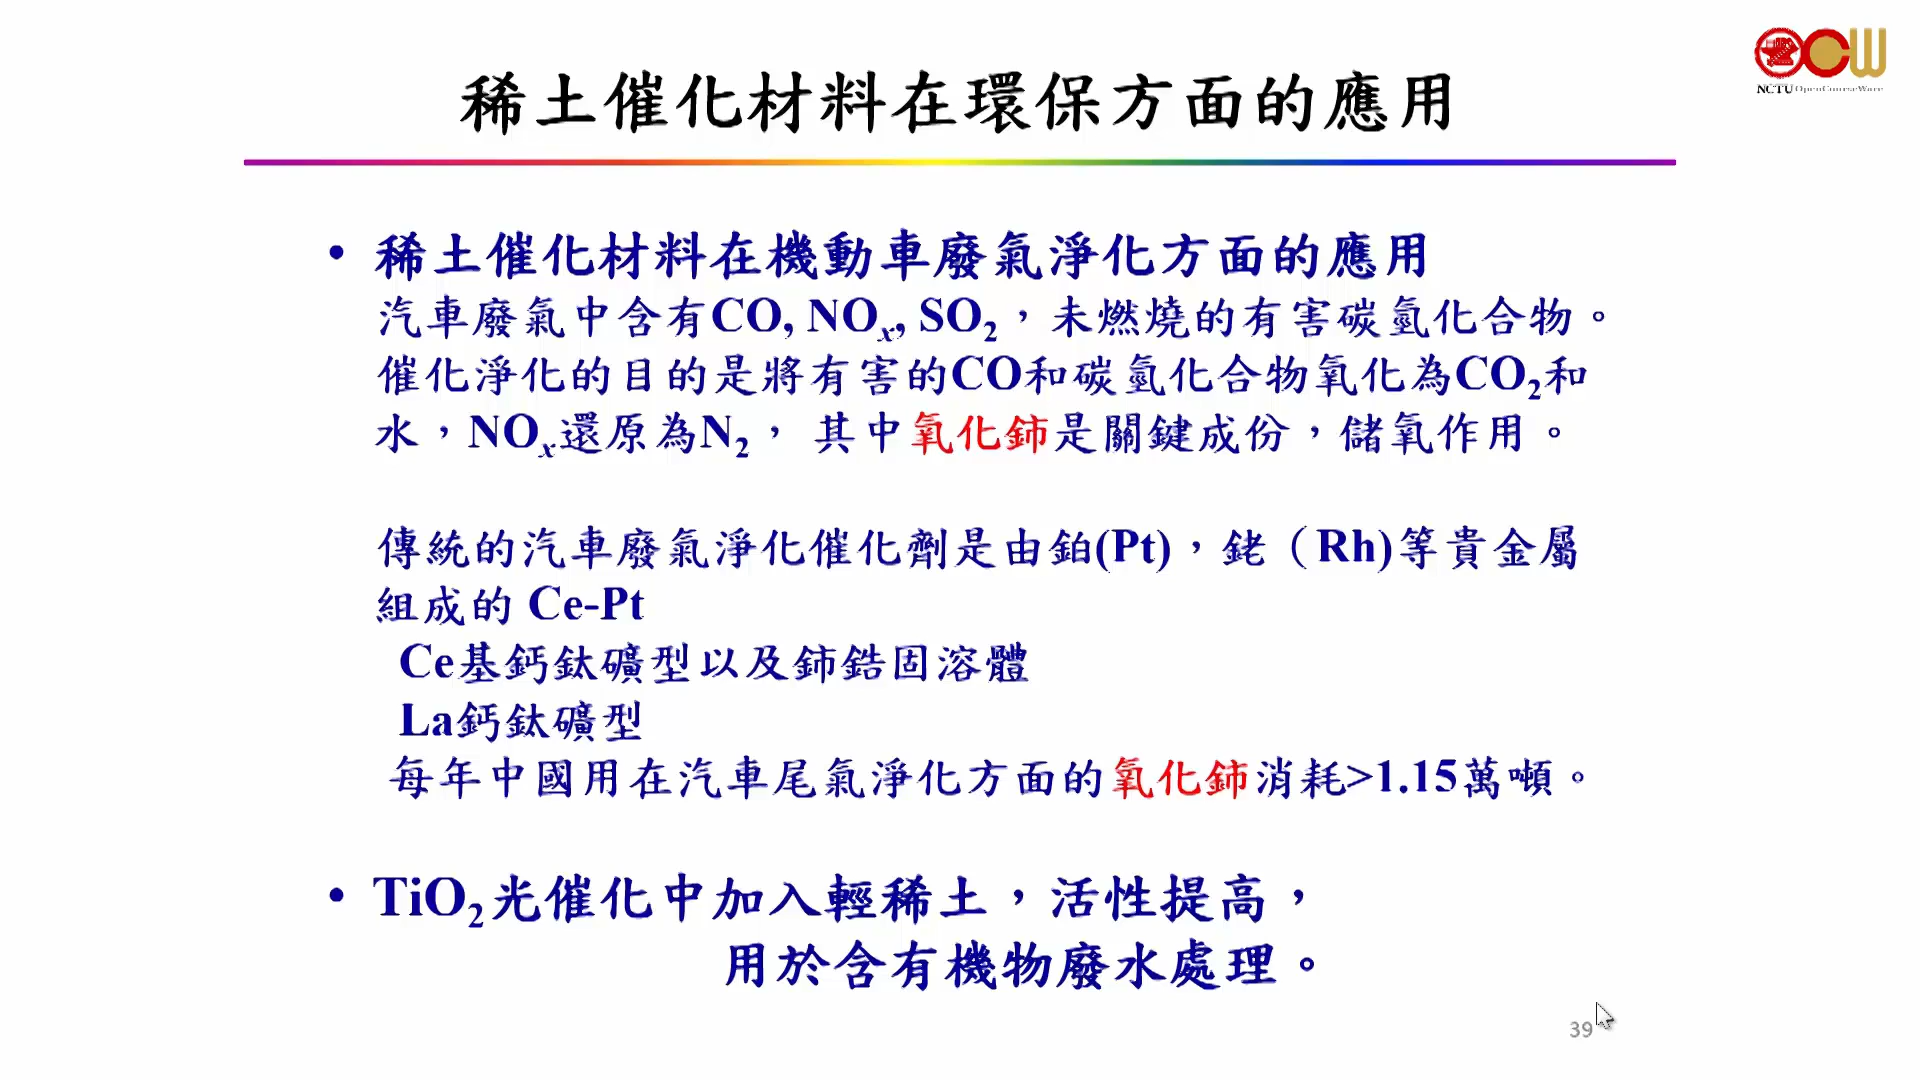 NCTU OpenCourseWare
稀土催化材料在環保方面的應用
• 稀土催化材料在機動車廢氣淨化方面的應用
汽車廢氣中含有CO, NOx, SO2，未燃燒的有害碳氫化合物。
催化淨化的目的是將有害的CO和碳氫化合物氧化為CO2和
水，NOx還原為N2， 其中氧化鈰是關鍵成份，儲氧作用。
傳統的汽車廢氣淨化催化劑是由鉑(Pt)，銠（Rh)等貴金屬
組成的 Ce-Pt
Ce基鈣鈦礦型以及鈰鋯固溶體
La鈣鈦礦型
每年中國用在汽車尾氣淨化方面的氧化鈰消耗>1.15萬噸。
• TiO2光催化中加入輕稀土，活性提高，
用於含有機物廢水處理。
39